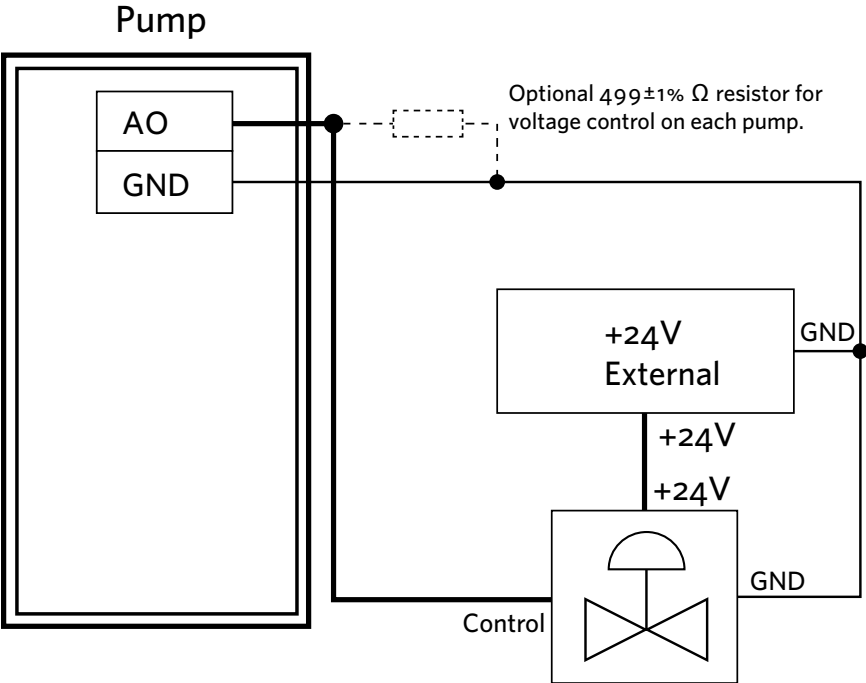 Pump
AO
GND
Optional 499±1% Ω resistor for
voltage control on each pump.
+24V
External
GND
+24V
+24V
GND
Control